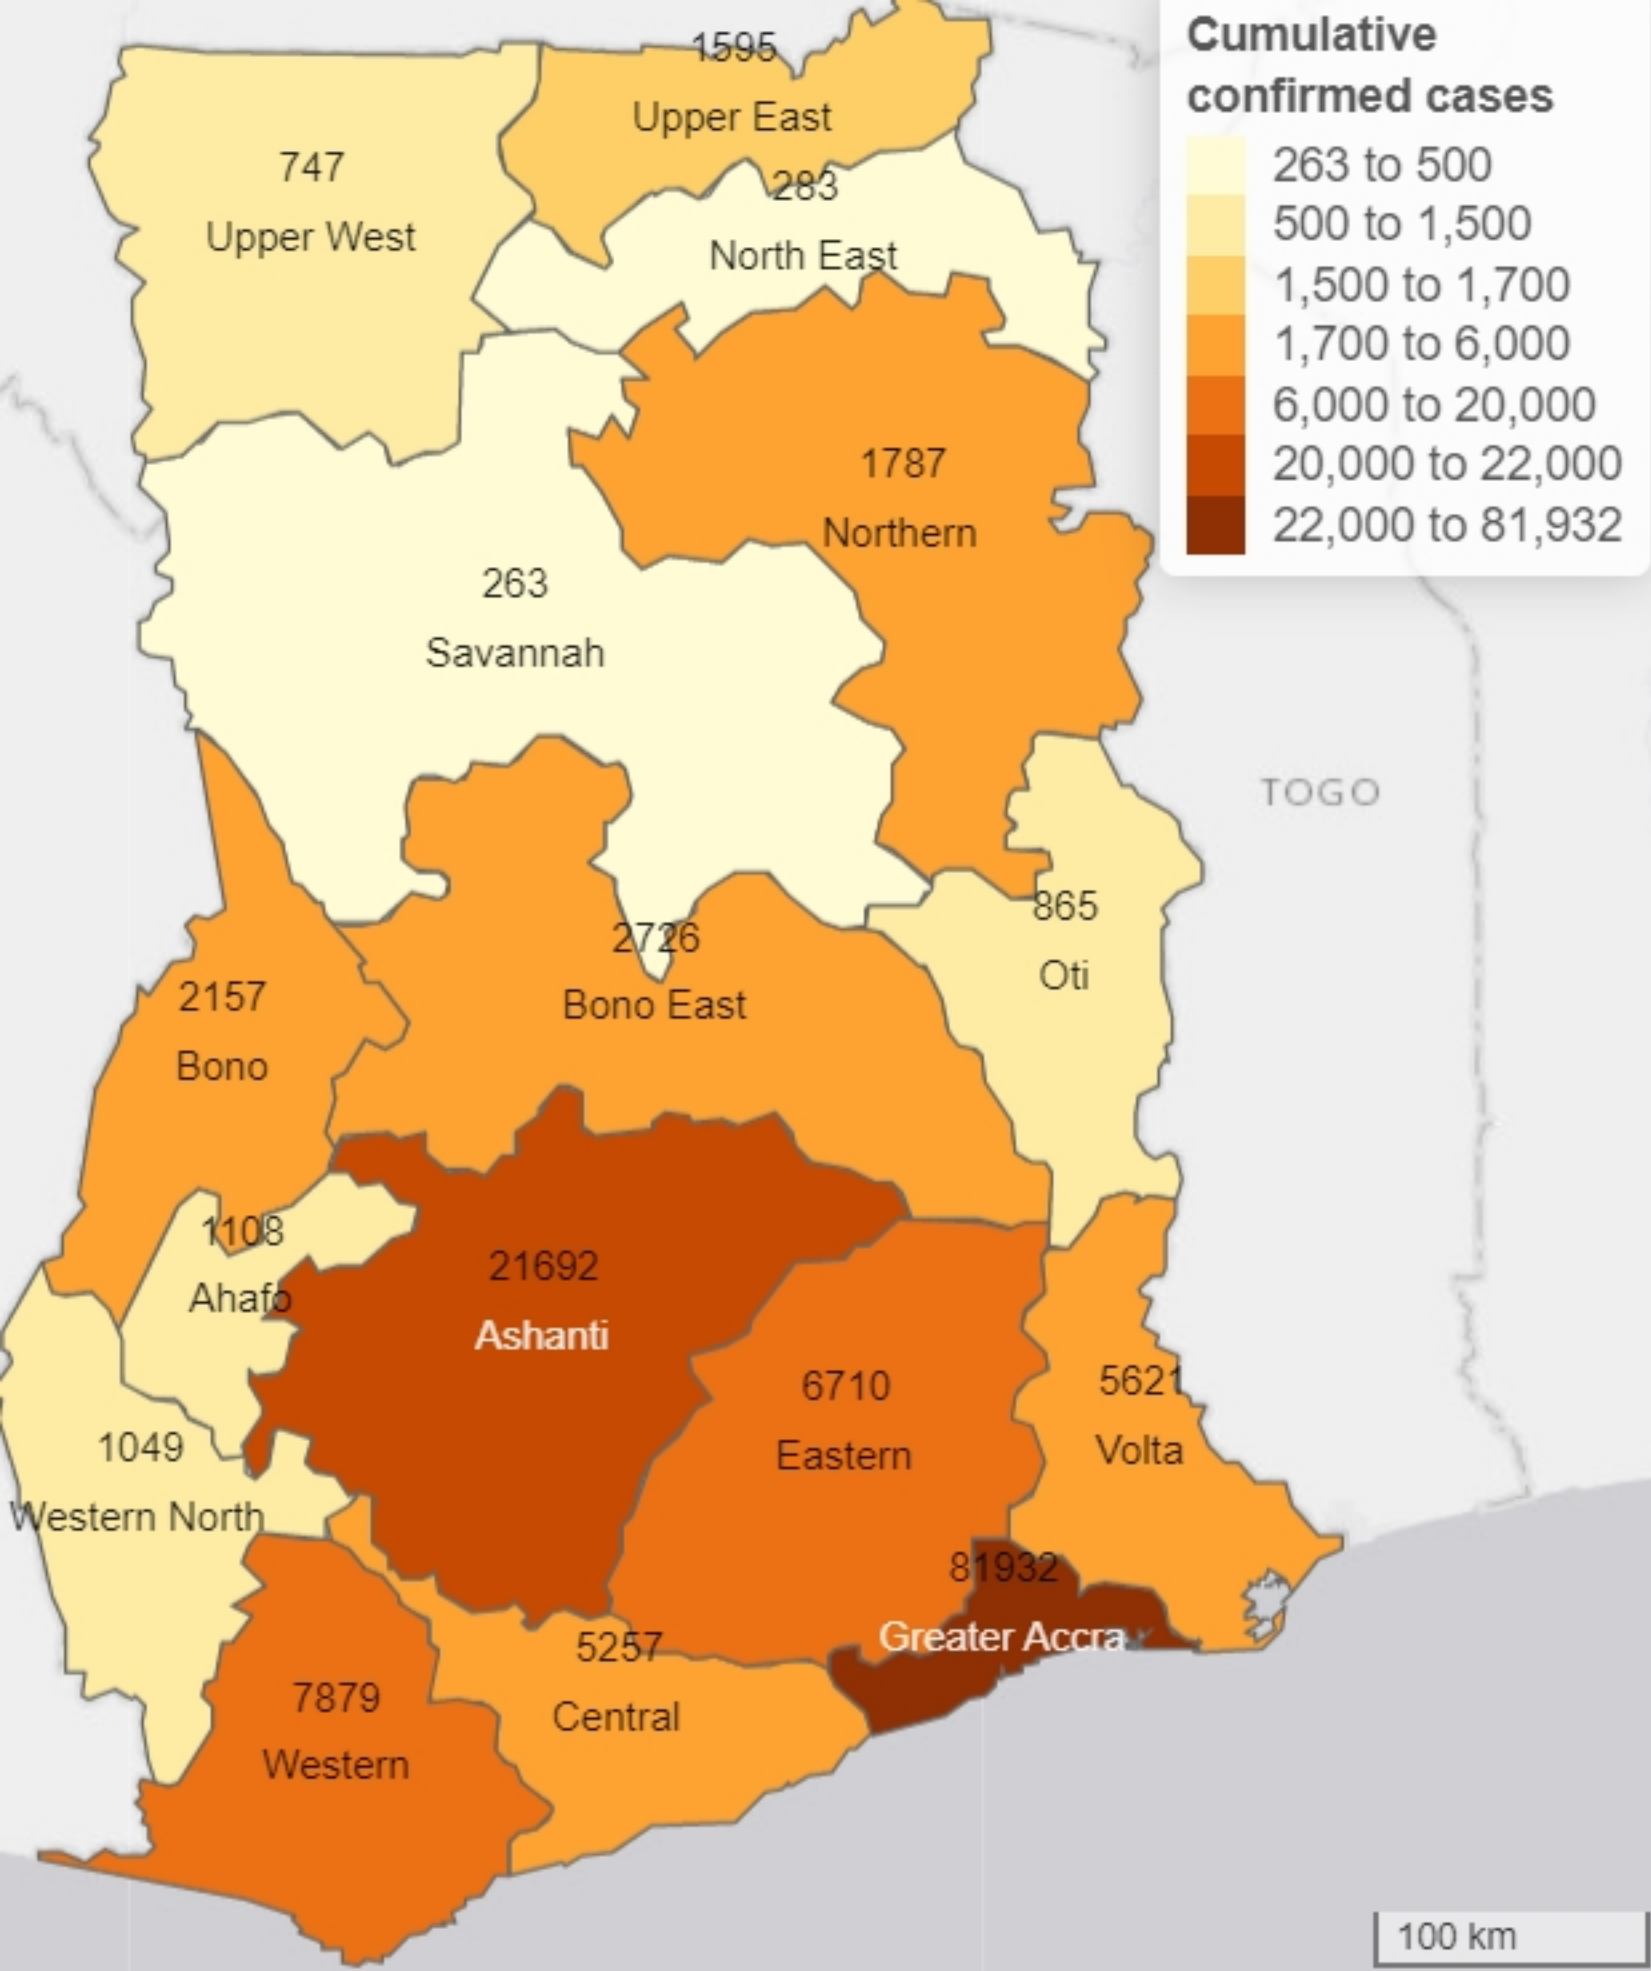 Cumulative
confirmed cases
263 to 500
500 to 1,500
1,500 to 1,700
1,700 to 6,000
6,000 to 20,000
20,000 to 22,000
22,000 to 81,932
1595
Upper East
747
Upper West
283
North East
1787
Northern
263
Savannah
TOGO
865
Oti
2726
Bono East
2157
Bono
1108
Ahafo
21692
Ashanti
6710
Eastern
5621
Volta
1049
Western North
81932
Greater Accra
5257
Central
7879
Western
100 km